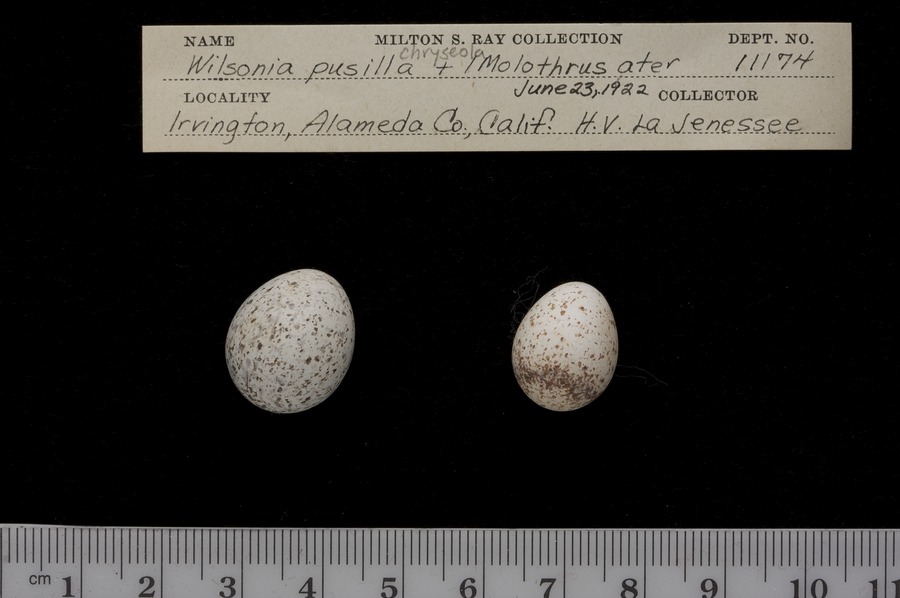 NAME MILTON S. RAY COLLECTION DEPT. NO.
chryseola
Wilsonia pusilla + Molothrus ater 11174
June 23, 1922
LOCALITY COLLECTOR
Irvington, Alameda Co., Calif. H.V. La Jenessee
cm 1 2 3 4 5 6 7 8 9 10 11